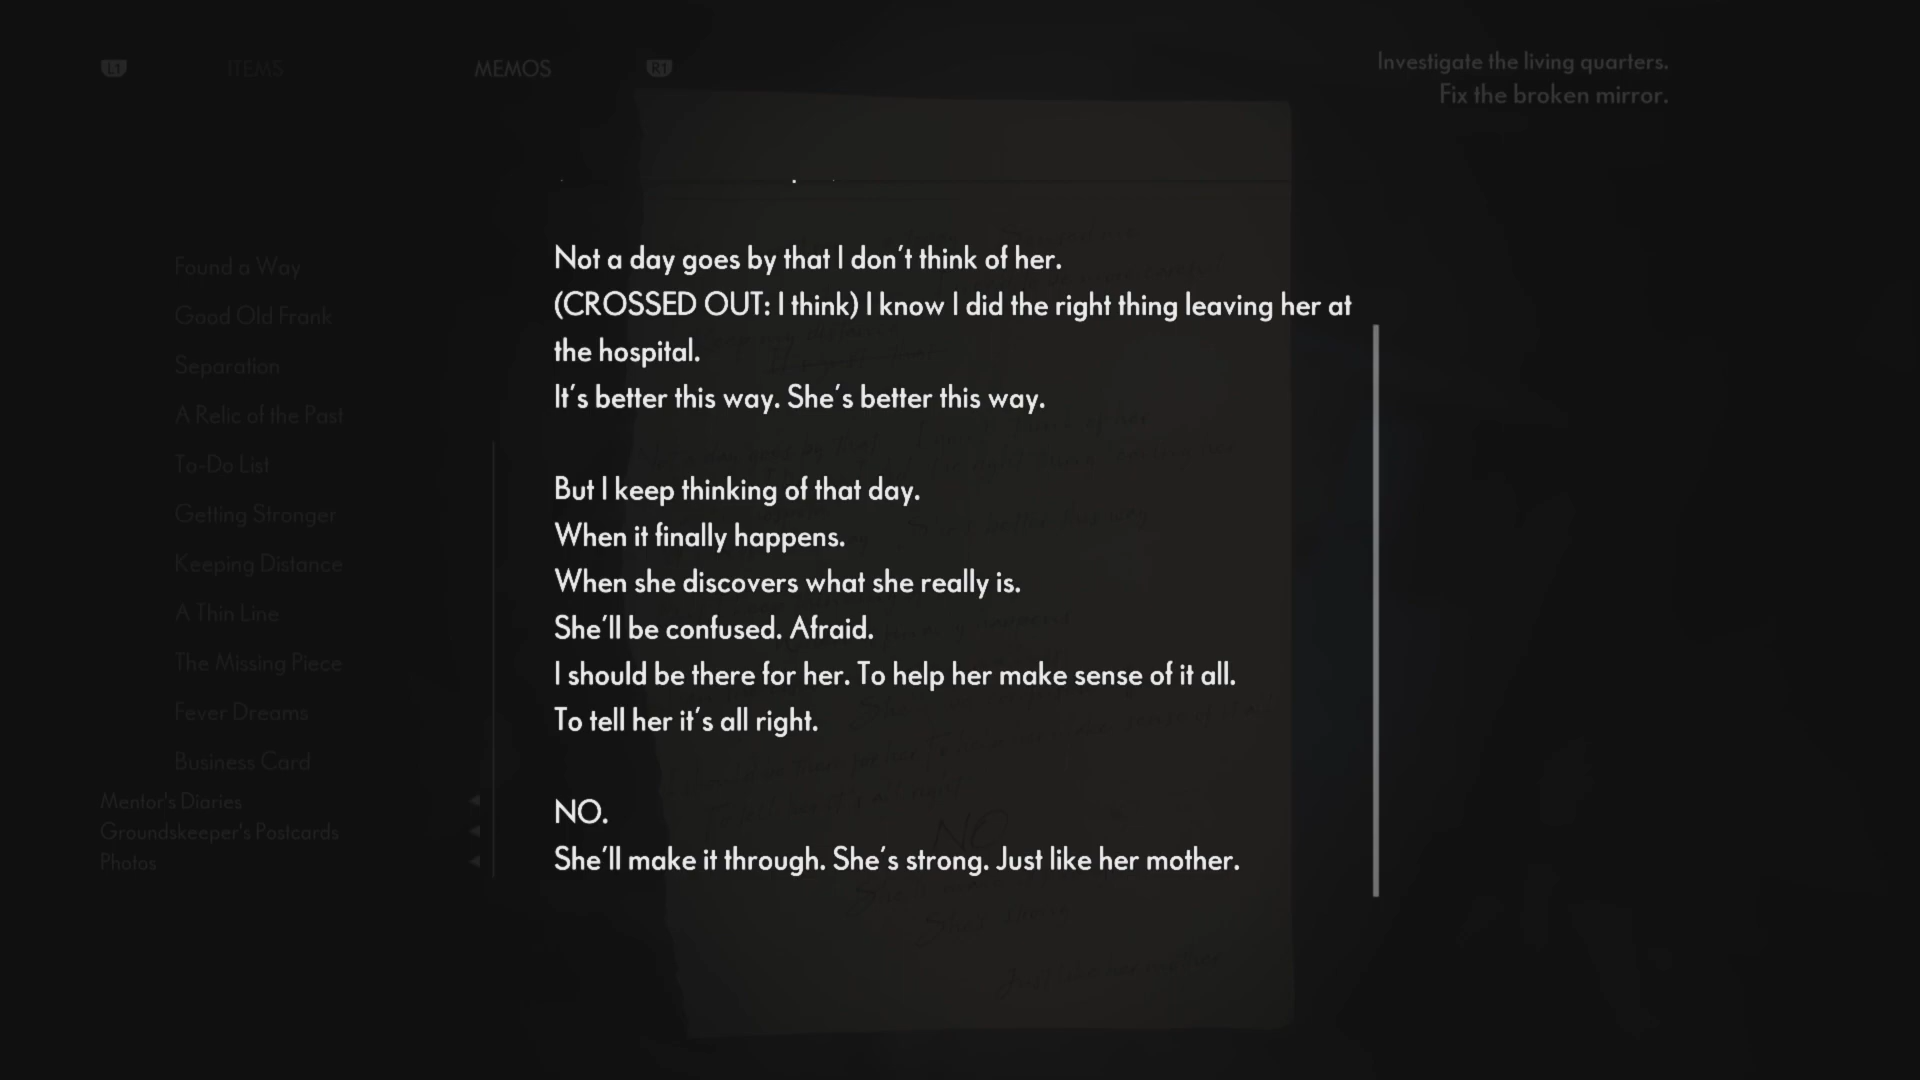 L1
ITEMS
MEMOS
R1
Investigate the living quarters.
Fix the broken mirror.
Found a Way
Good Old Frank
Separation
A Relic of the Past
To-Do List
Getting Stronger
Keeping Distance
A Thin Line
The Missing Piece
Fever Dreams
Business Card
Mentor's Diaries
Groundskeeper's Postcards
Photos
Not a day goes by that I don't think of her.
(CROSSED OUT: I think) I know I did the right thing leaving her at
the hospital.
It's better this way. She's better this way.
But I keep thinking of that day.
When it finally happens.
When she discovers what she really is.
She'll be confused. Afraid.
I should be there for her. To help her make sense of it all.
To tell her it's all right.
NO.
She'll make it through. She's strong. Just like her mother.